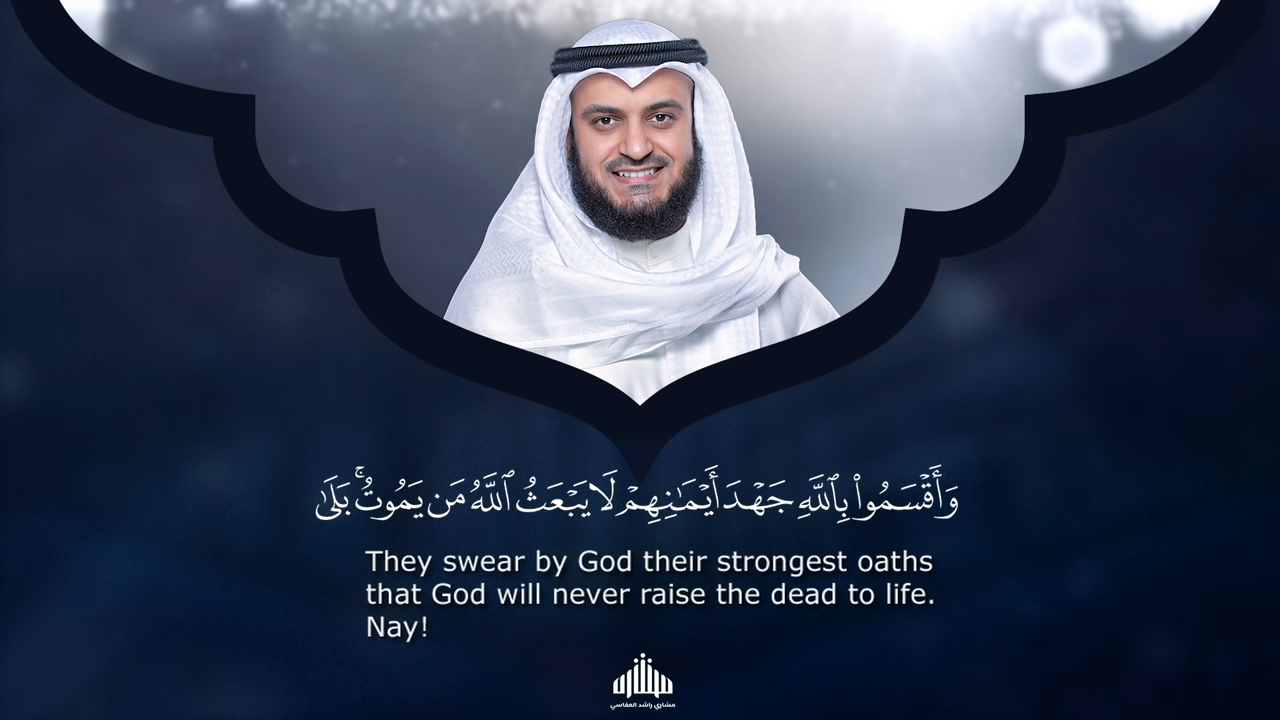 وَأَقۡسَمُواْ بِٱللَّهِ جَهۡدَ أَيۡمَٰنِهِمۡ لَا يَبۡعَثُ ٱللَّهُ مَن يَمُوتُۚ بَلَىٰ
They swear by God their strongest oaths
that God will never raise the dead to life.
Nay!
مشاري راشد العفاسي